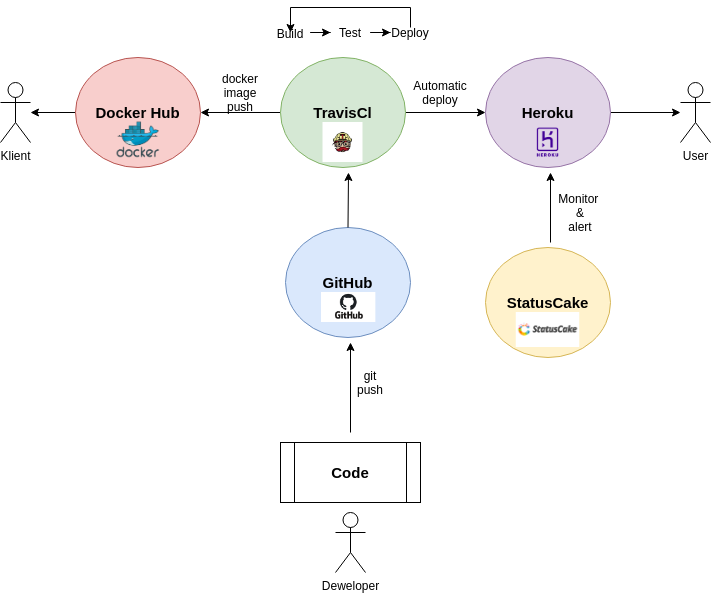 Build
Test
Deploy
docker
image
push
Automatic
deploy
Docker Hub
docker
TravisCI
Heroku
HEROKU
Klient
User
Monitor
&
alert
GitHub
GitHub
StatusCake
StatusCake
git
push
Code
Deweloper